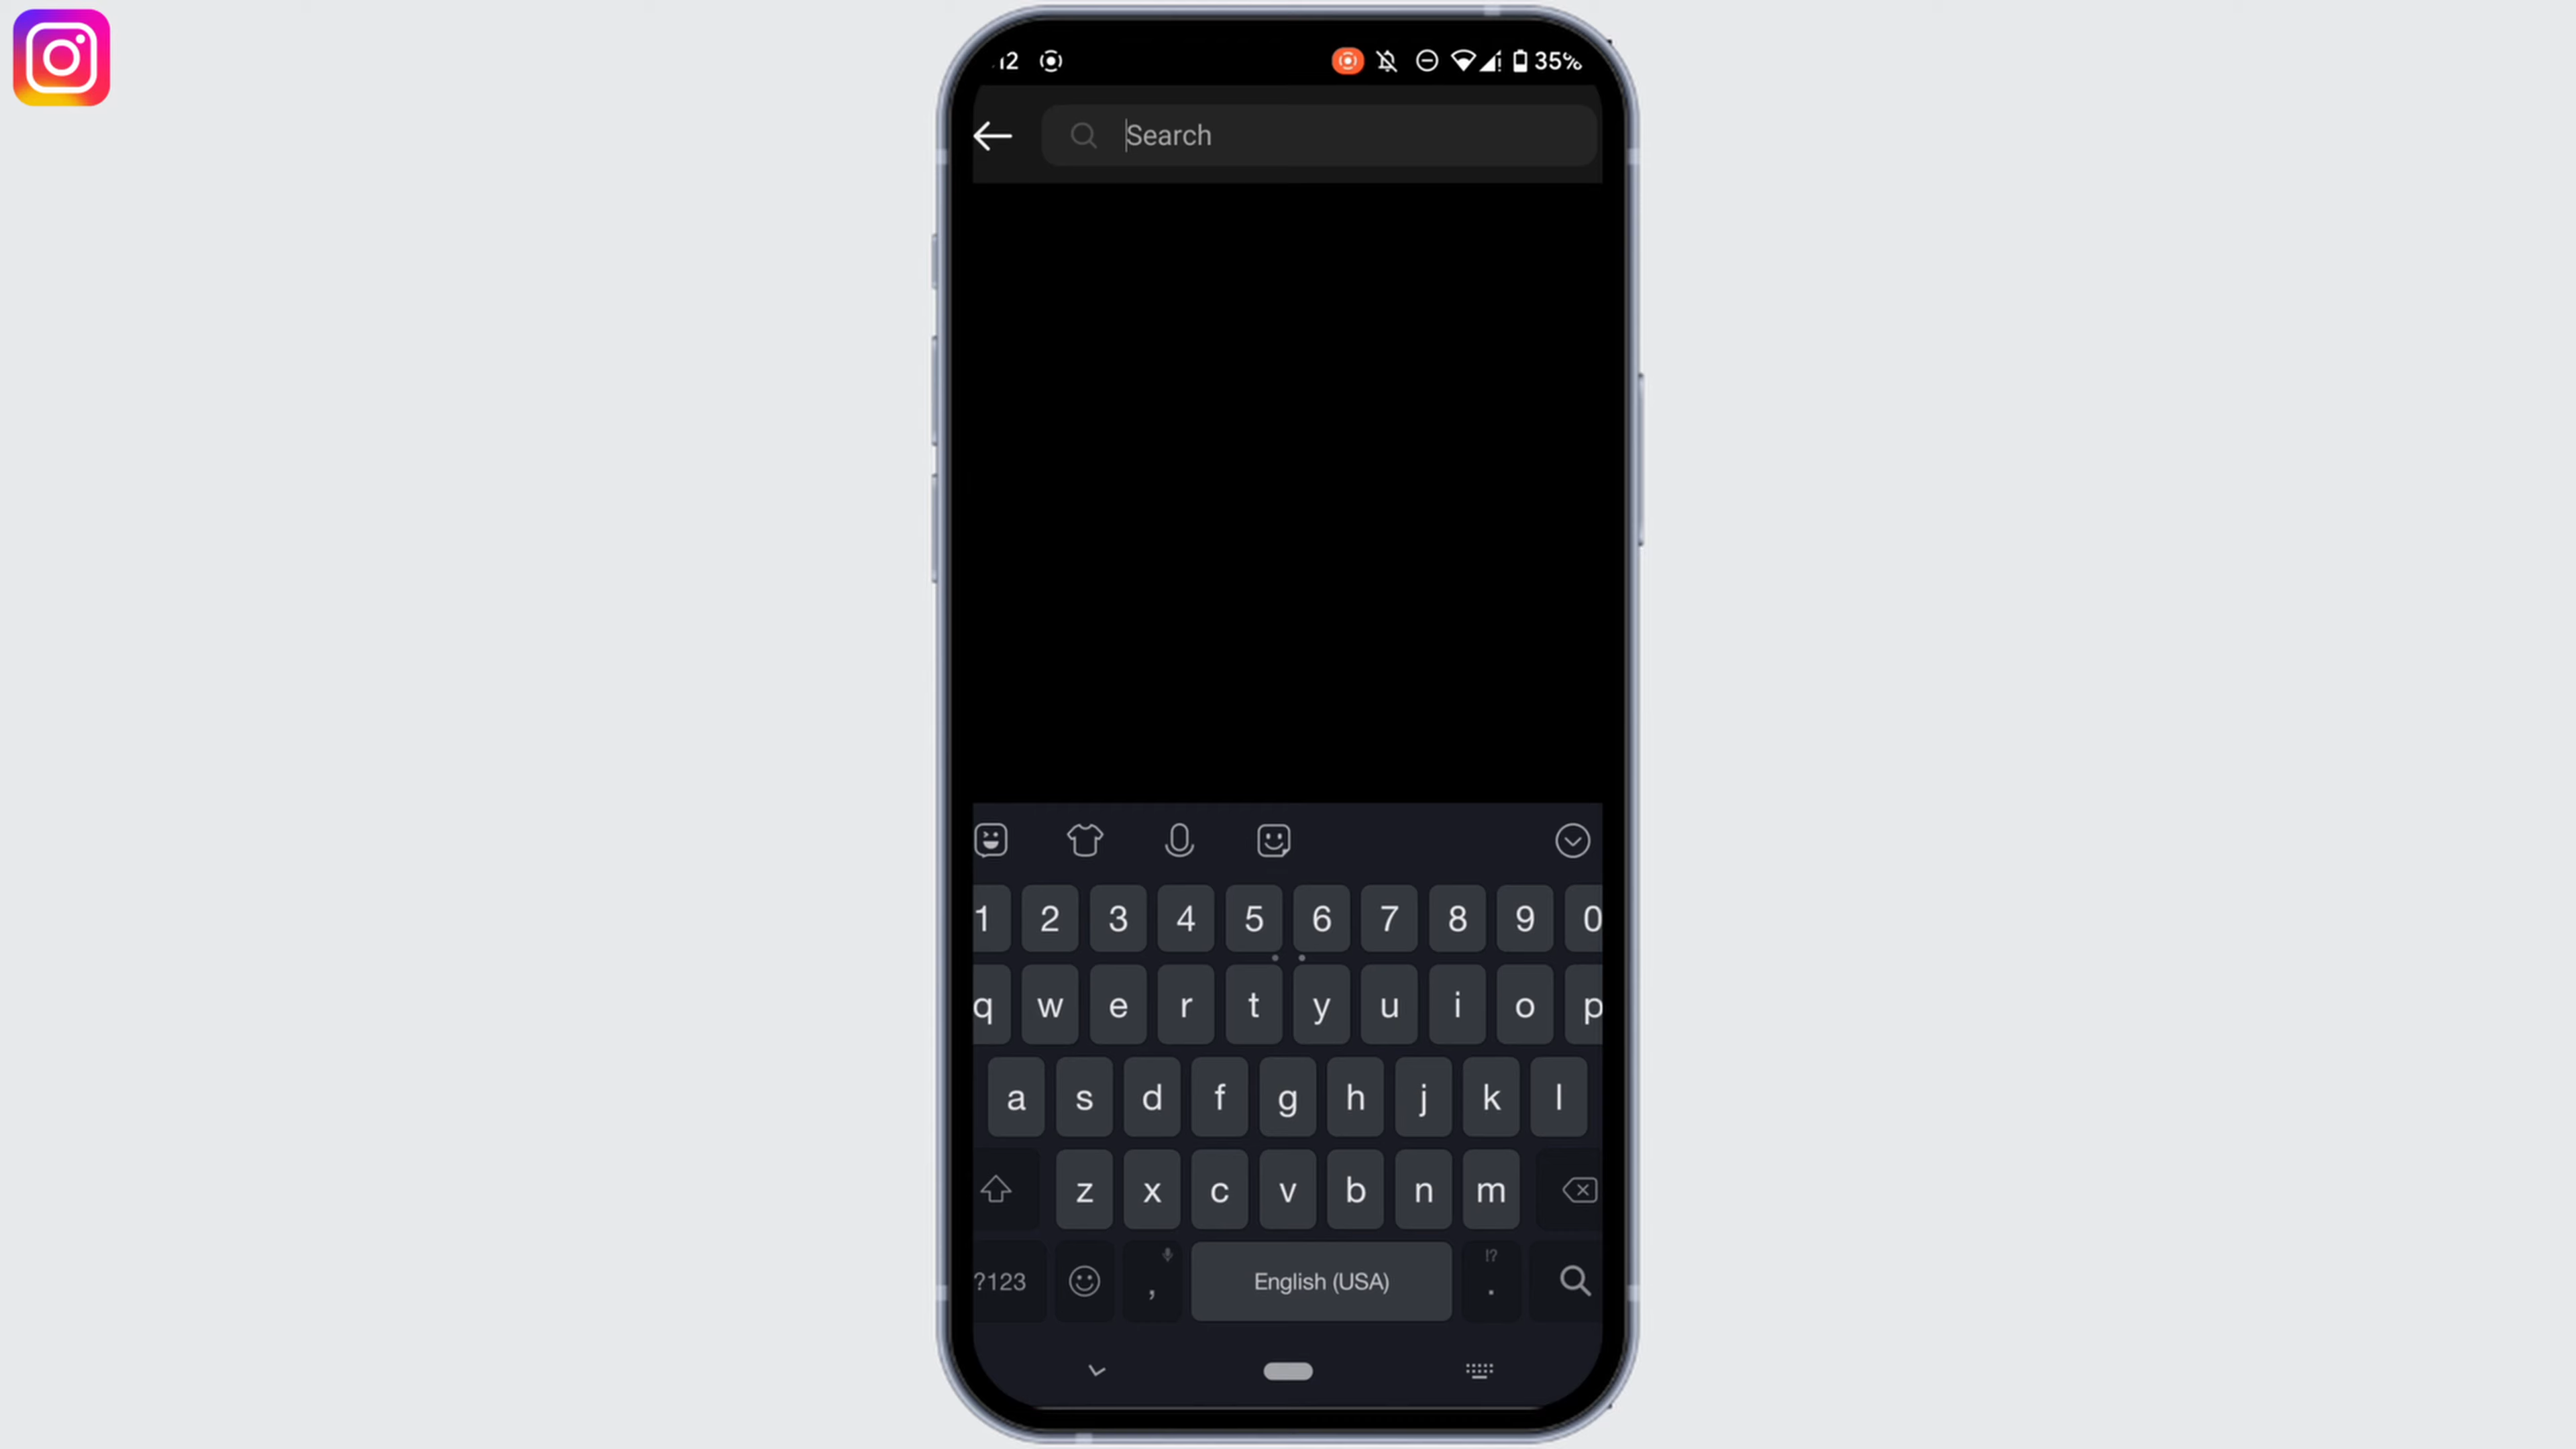 12 35%
Search
1 2 3 4 5 6 7 8 9 0
q w e r t y u i o p
a s d f g h j k l
z x c v b n m
!?
?123 , English (USA) .